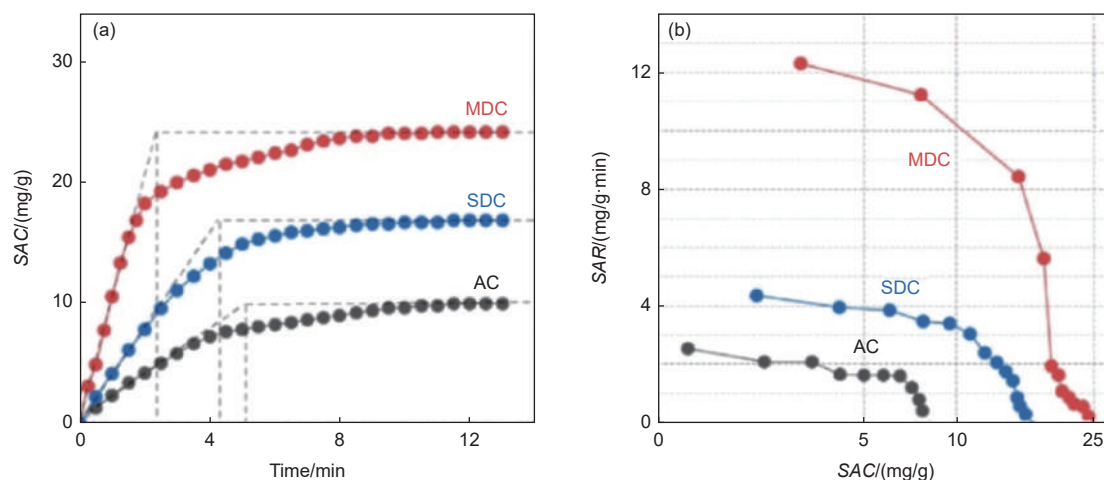 (a)
30
20
10
0
SAC/(mg/g)
MDC
SDC
AC
0 4 8 12
Time/min
(b)
12
8
4
0
SAR/(mg/g·min)
MDC
SDC
AC
0 5 10 25
SAC/(mg/g)